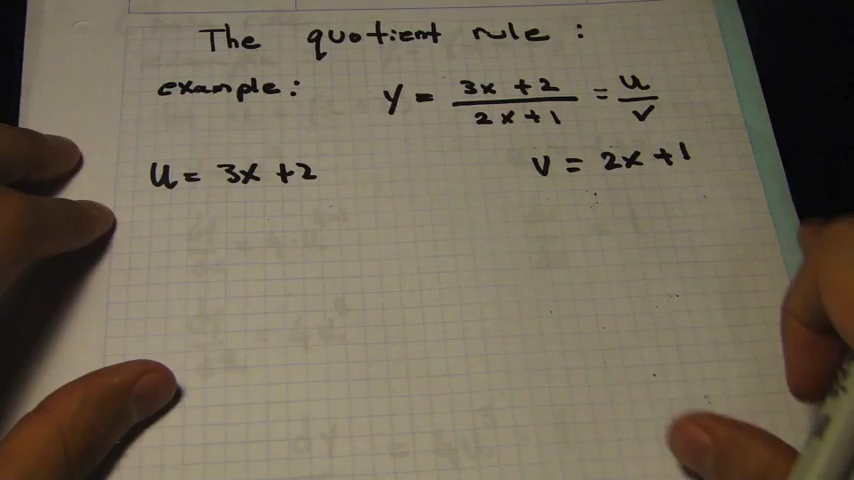 The quotient rule :
example: y = 3x + 2 / 2x + 1 = u / v
u = 3x + 2 v = 2x + 1